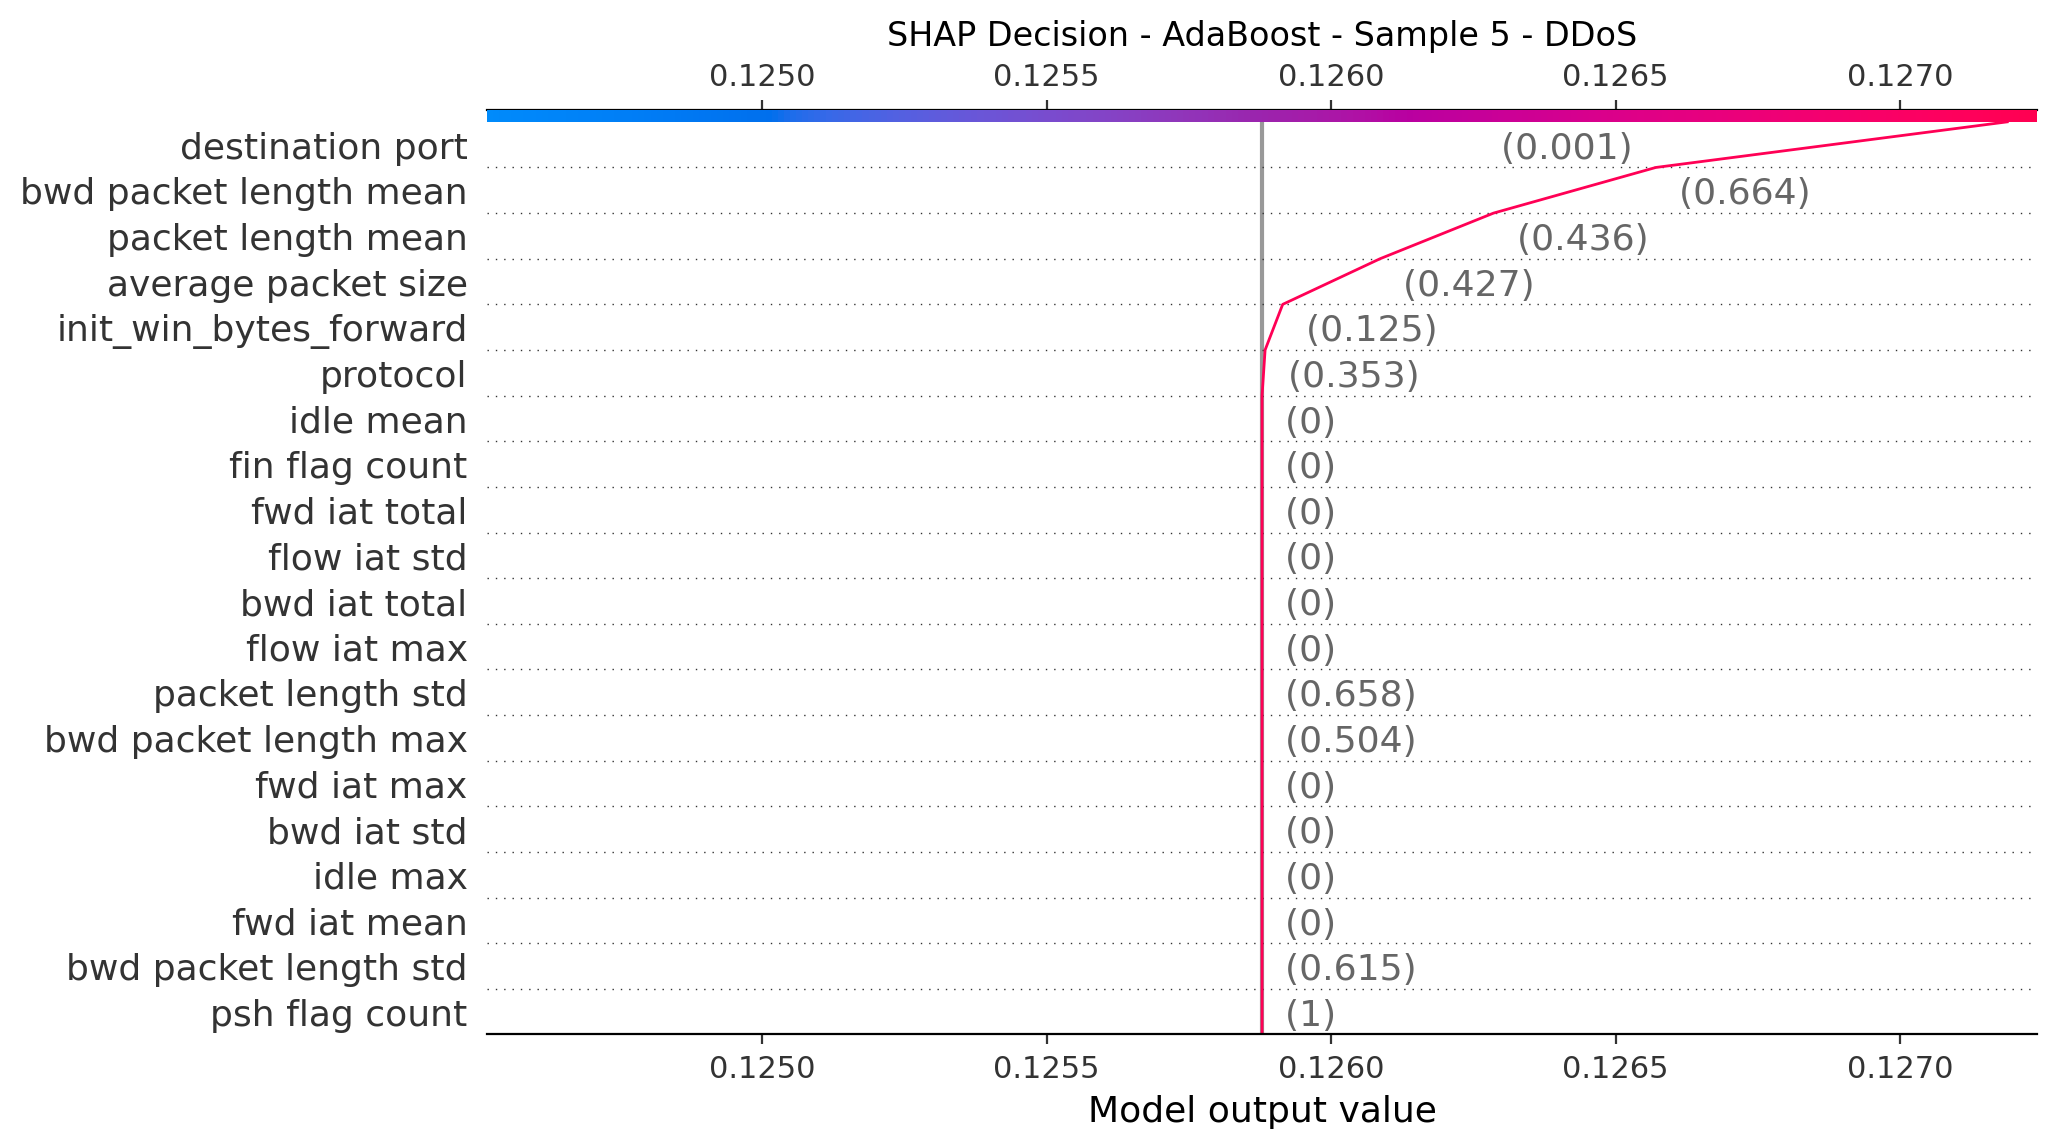 SHAP Decision - AdaBoost - Sample 5 - DDoS
0.1250 0.1255 0.1260 0.1265 0.1270
destination port (0.001)
bwd packet length mean (0.664)
packet length mean (0.436)
average packet size (0.427)
init_win_bytes_forward (0.125)
protocol (0.353)
idle mean (0)
fin flag count (0)
fwd iat total (0)
flow iat std (0)
bwd iat total (0)
flow iat max (0)
packet length std (0.658)
bwd packet length max (0.504)
fwd iat max (0)
bwd iat std (0)
idle max (0)
fwd iat mean (0)
bwd packet length std (0.615)
psh flag count (1)
0.1250 0.1255 0.1260 0.1265 0.1270
Model output value